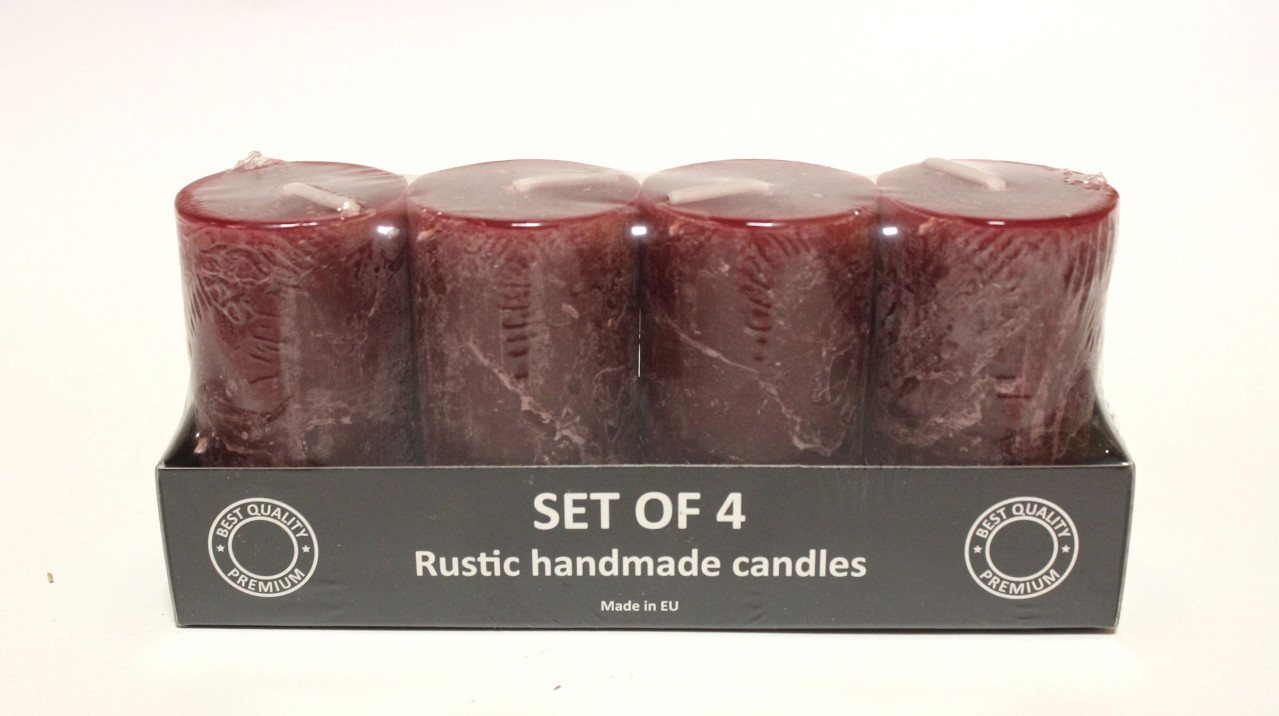 SET OF 4
Rustic handmade candles
Made in EU
BEST QUALITY
PREMIUM
BEST QUALITY
PREMIUM